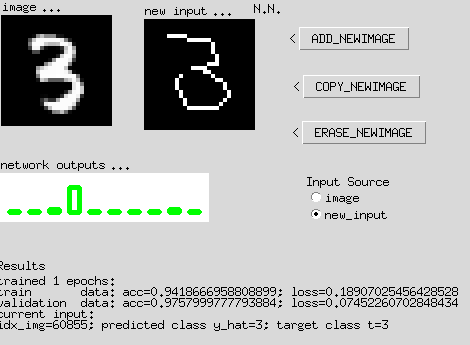 image ...
new input ...
N.N.
< ADD_NEWIMAGE
< COPY_NEWIMAGE
< ERASE_NEWIMAGE
network outputs ...
Input Source
image
new_input
Results
trained 1 epochs:
train data: acc=0.9418666958808899; loss=0.18907025456428528
validation data: acc=0.9757999777793884; loss=0.07452260702848434
current input:
idx_img=60855; predicted class y_hat=3; target class t=3